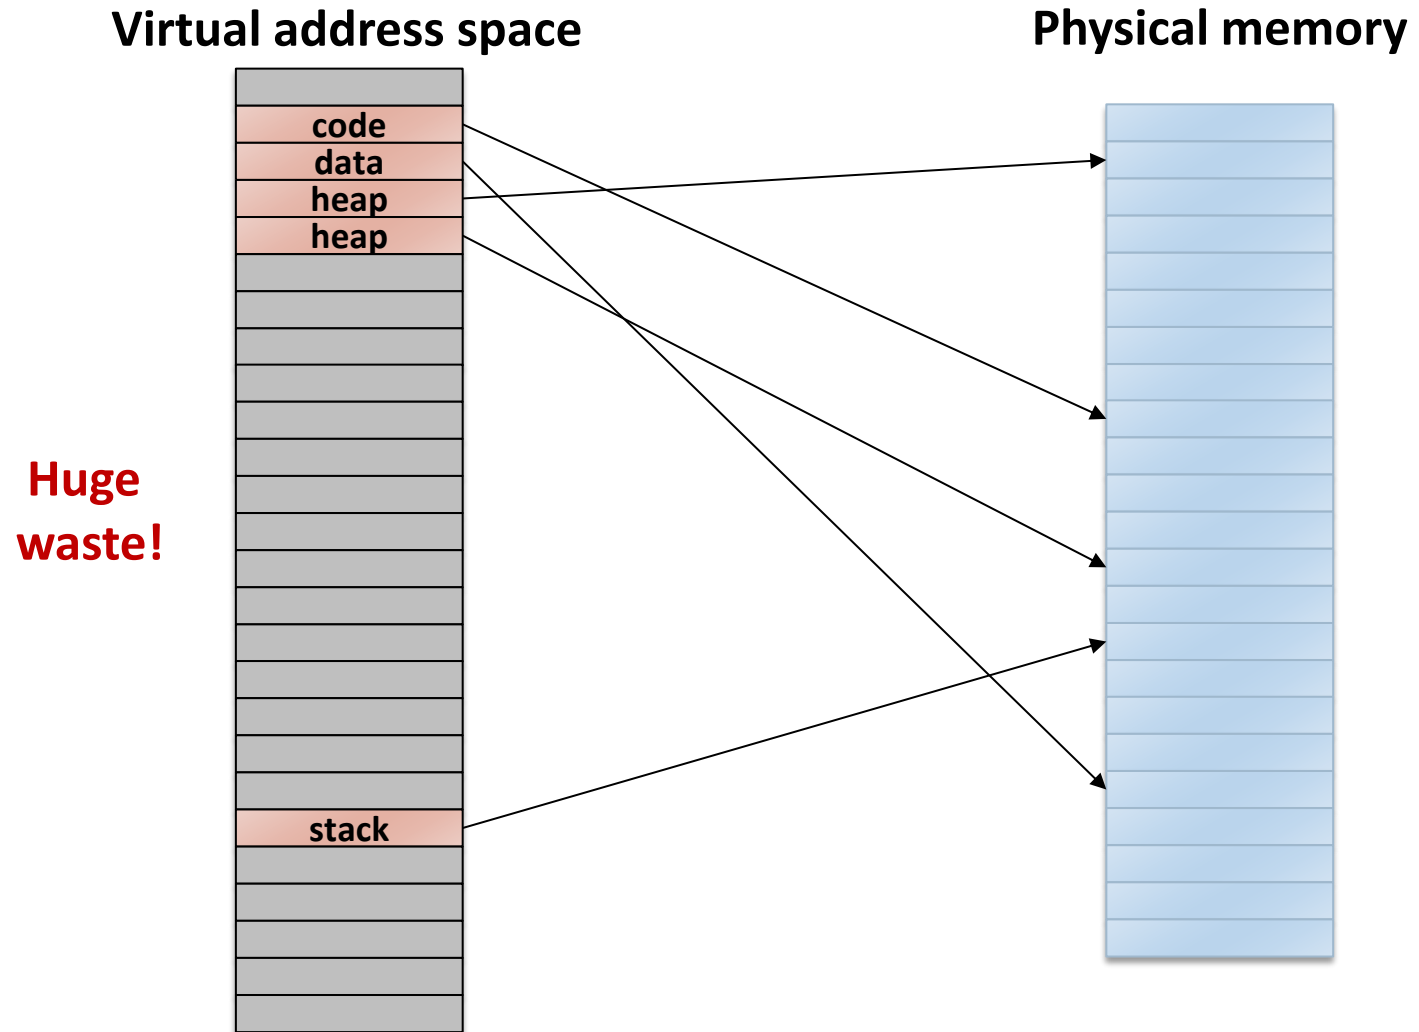 Virtual address space
Physical memory
code
data
heap
heap
Huge
waste!
stack